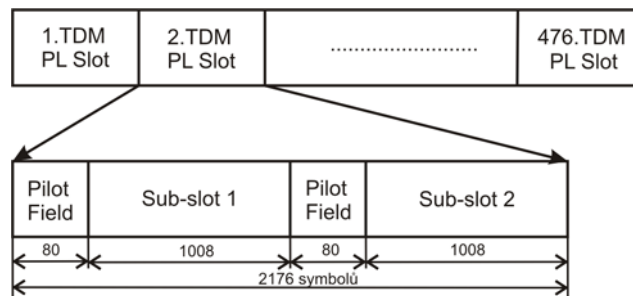 1.TDM
PL Slot
2.TDM
PL Slot
..............................
476.TDM
PL Slot
Pilot
Field
Sub-slot 1
Pilot
Field
Sub-slot 2
80
1008
80
1008
2176 symbolů